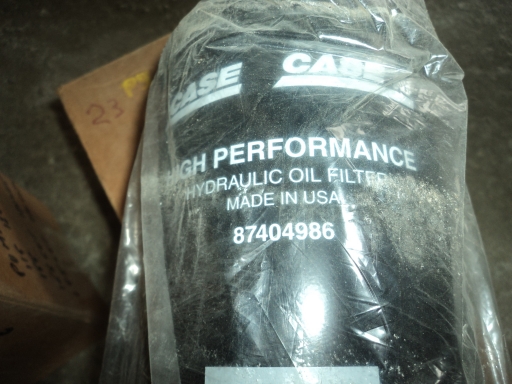 CASE CASE
HIGH PERFORMANCE
HYDRAULIC OIL FILTER
MADE IN USA
87404986
23